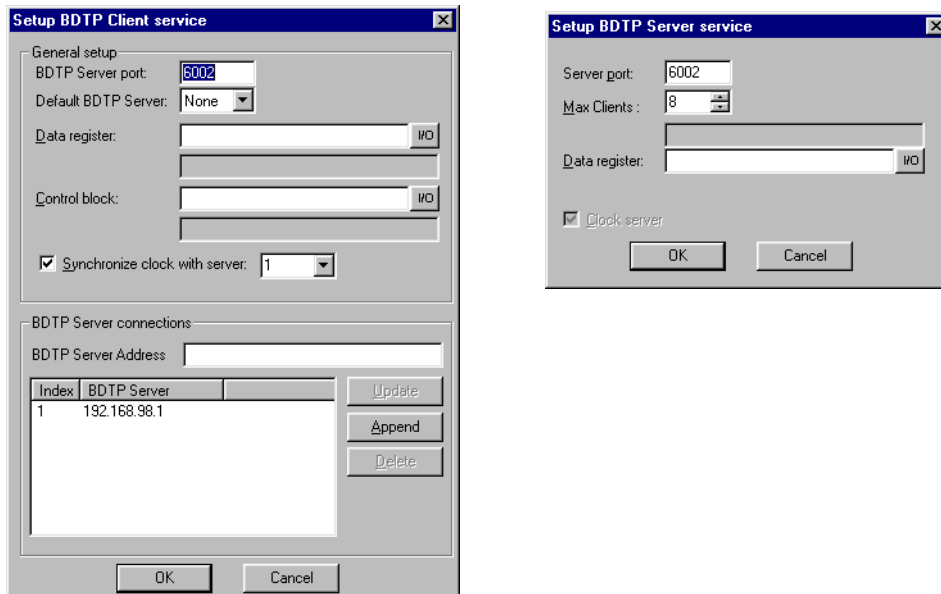 Setup BDTP Client service
General setup
BDTP Server port: 6002
Default BDTP Server: None
Data register: I/O
Control block: I/O
Synchronize clock with server: 1
BDTP Server connections
BDTP Server Address
Index BDTP Server
1 192.168.98.1
Update
Append
Delete
OK Cancel
Setup BDTP Server service
Server port: 6002
Max Clients : 8
Data register: I/O
Clock server
OK Cancel